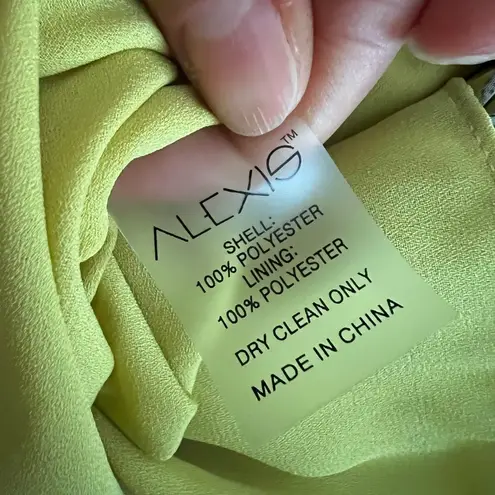 ALEXIS™
SHELL:
100% POLYESTER
LINING:
100% POLYESTER
DRY CLEAN ONLY
MADE IN CHINA